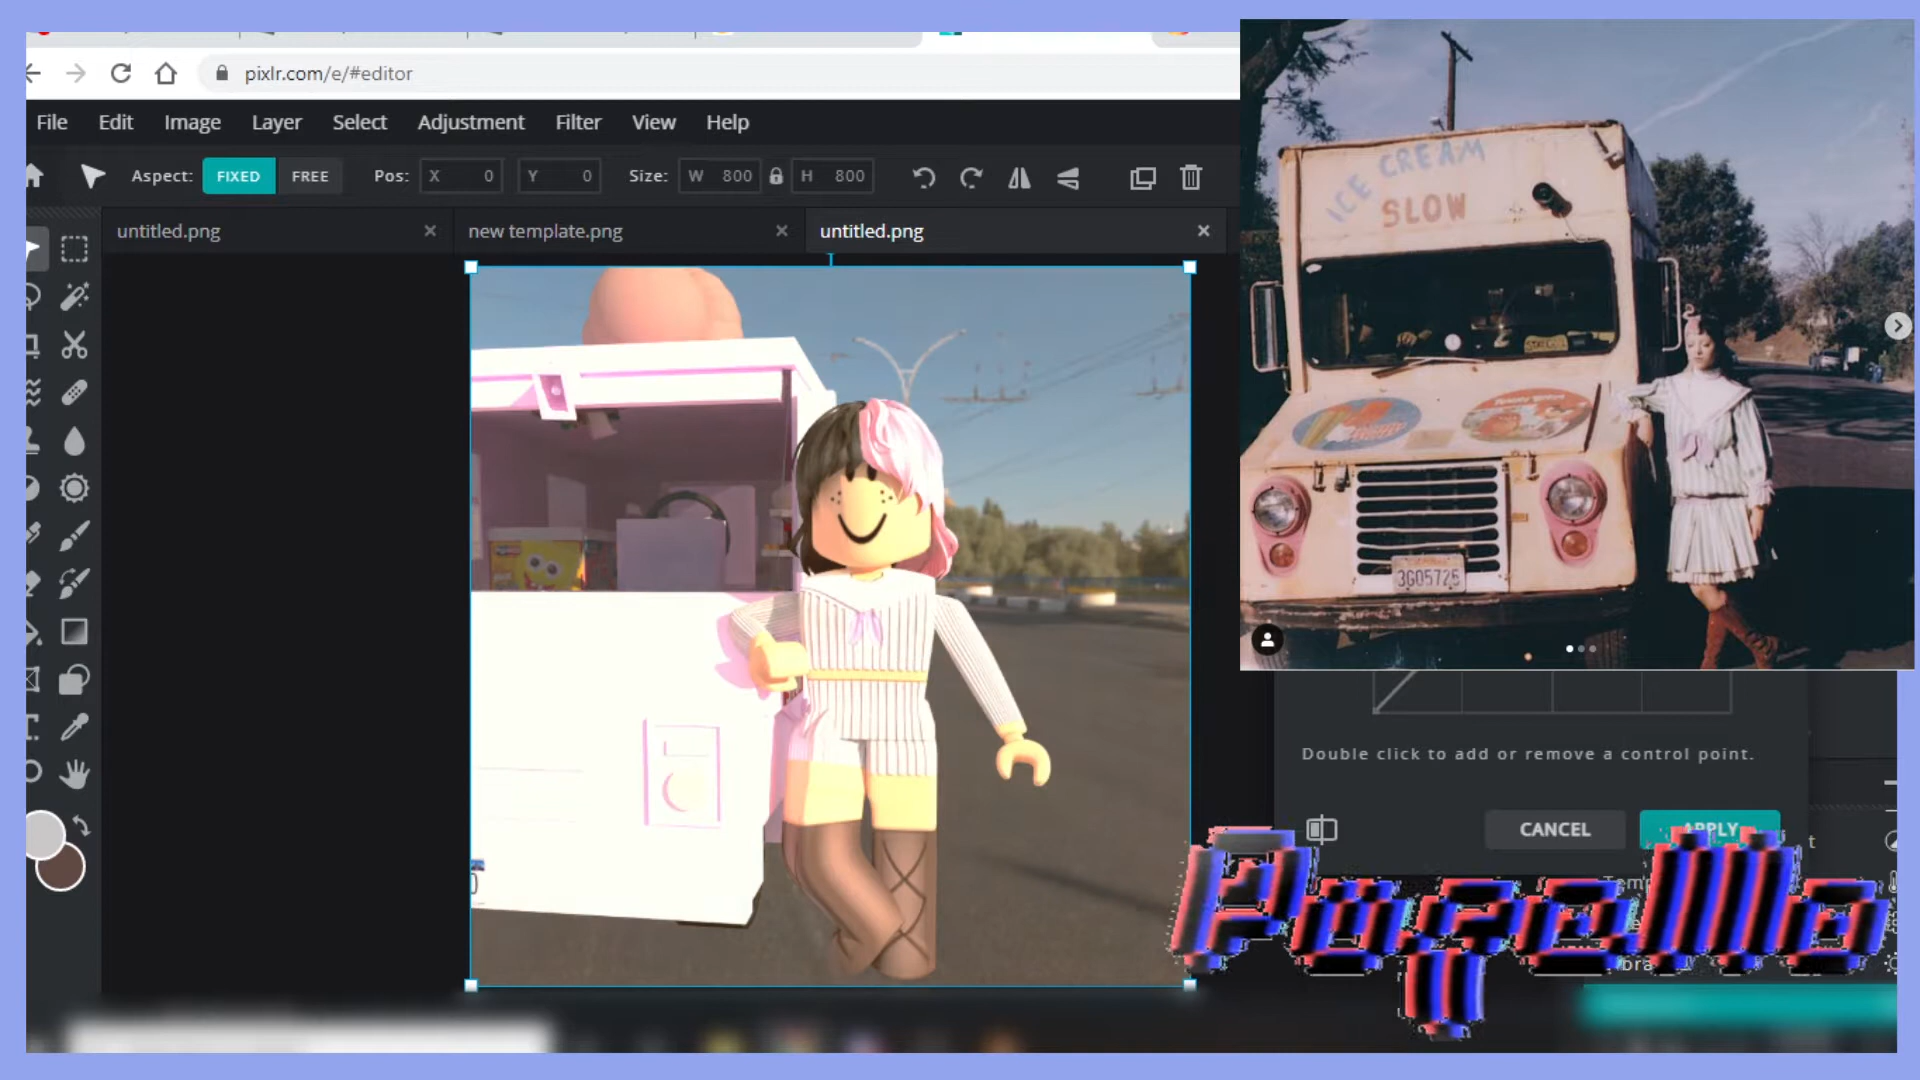 pixlr.com/e/#editor
File Edit Image Layer Select Adjustment Filter View Help
Aspect: FIXED FREE Pos: X 0 Y 0 Size: W 800 H 800
untitled.png
new template.png
untitled.png
ICE CREAM
SLOW
3G05726
Double click to add or remove a control point.
CANCEL
APPLY